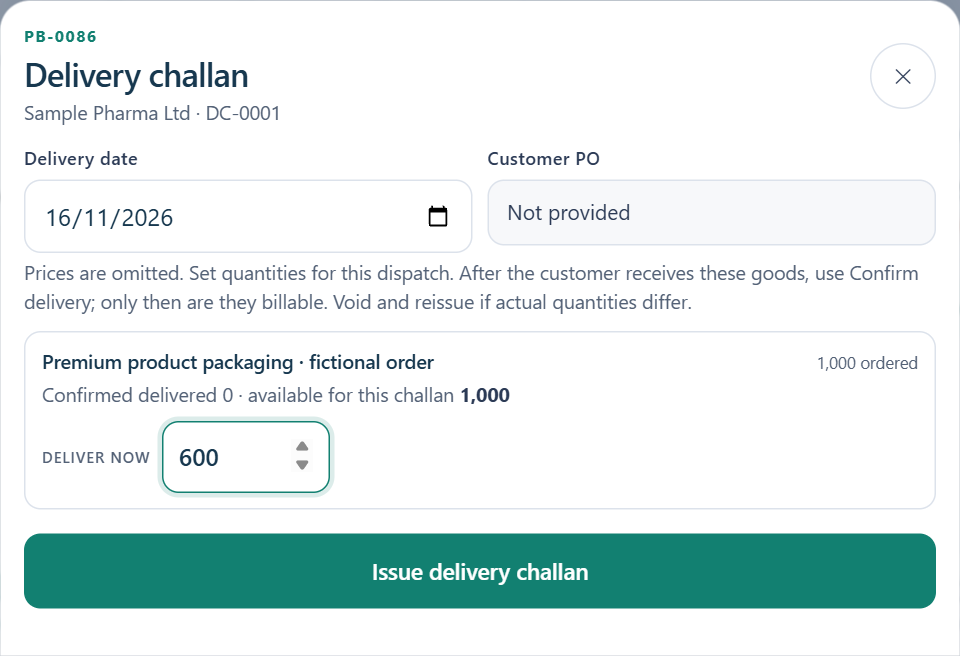 PB-0086
Delivery challan
Sample Pharma Ltd · DC-0001
Delivery date
Customer PO
16/11/2026
Not provided
Prices are omitted. Set quantities for this dispatch. After the customer receives these goods, use Confirm
delivery; only then are they billable. Void and reissue if actual quantities differ.
Premium product packaging · fictional order
1,000 ordered
Confirmed delivered 0 · available for this challan 1,000
DELIVER NOW
600
Issue delivery challan